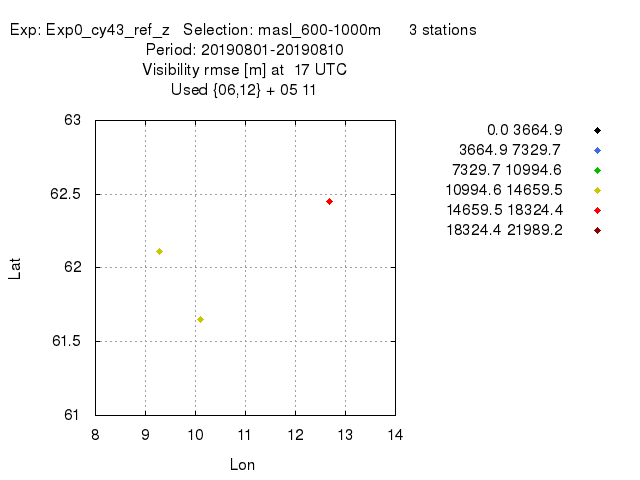 Exp: Exp0_cy43_ref_z   Selection: masl_600-1000m      3 stations
Period: 20190801-20190810
Visibility rmse [m] at  17 UTC
Used {06,12} + 05 11
63
62.5
62
61.5
61
Lat
8 9 10 11 12 13 14
Lon
0.0 3664.9
3664.9 7329.7
7329.7 10994.6
10994.6 14659.5
14659.5 18324.4
18324.4 21989.2